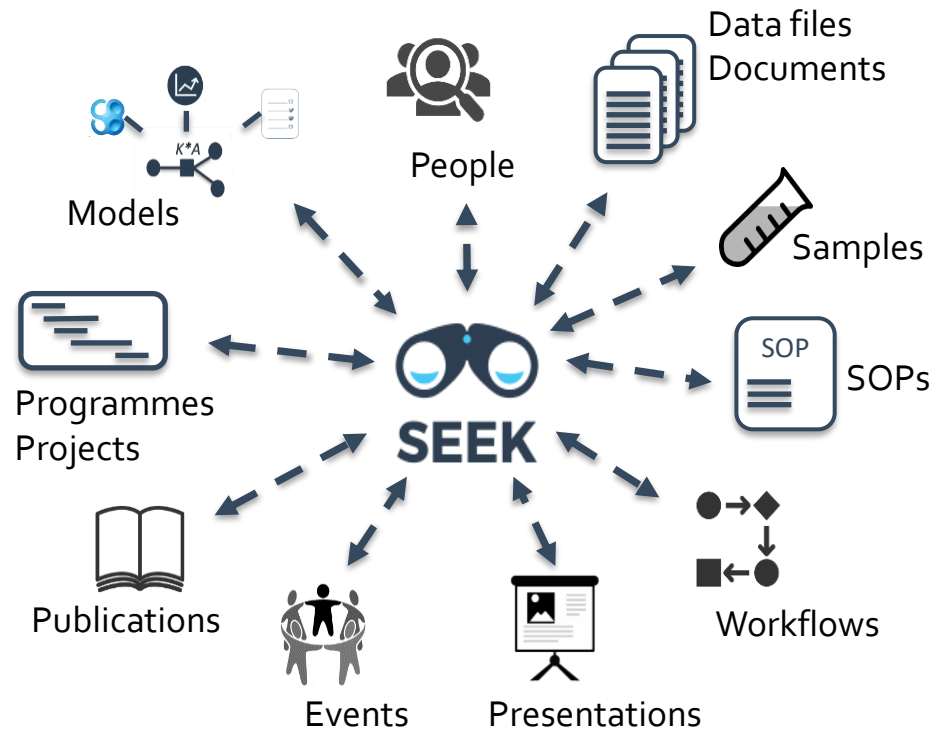 Data files
Documents
People
K*A
Models
Samples
SOP
SOPs
Programmes
Projects
SEEK
Publications
Workflows
Events
Presentations